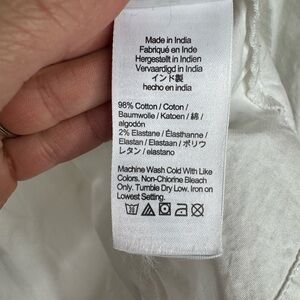 Made in India
Fabriqué en Inde
Hergestellt in Indien
Vervaardigd in India
インド製
hecho en india
98% Cotton / Coton /
Baumwolle / Katoen / 綿 /
algodón
2% Elastane / Élasthanne /
Elastan / Elastaan / ポリウ
レタン / elastano
Machine Wash Cold With Like
Colors. Non-Chlorine Bleach
Only. Tumble Dry Low. Iron on
Lowest Setting.